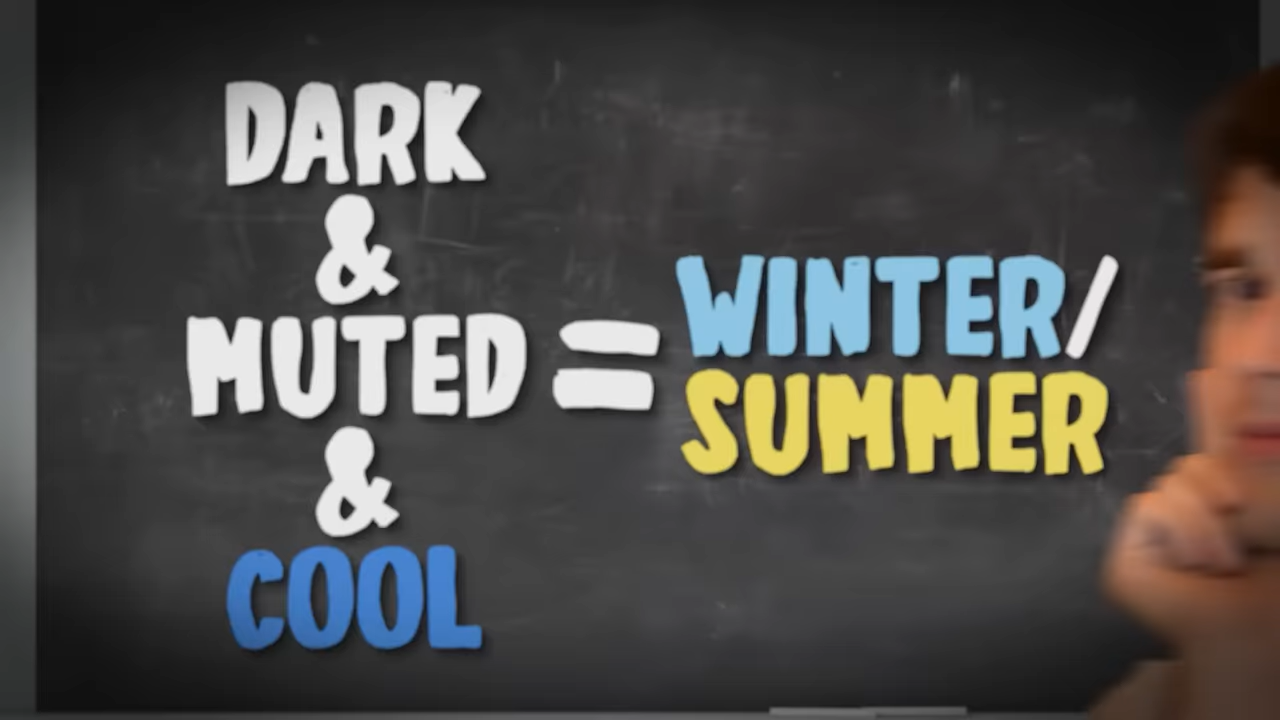 DARK
&
MUTED
&
COOL
=
WINTER/
SUMMER